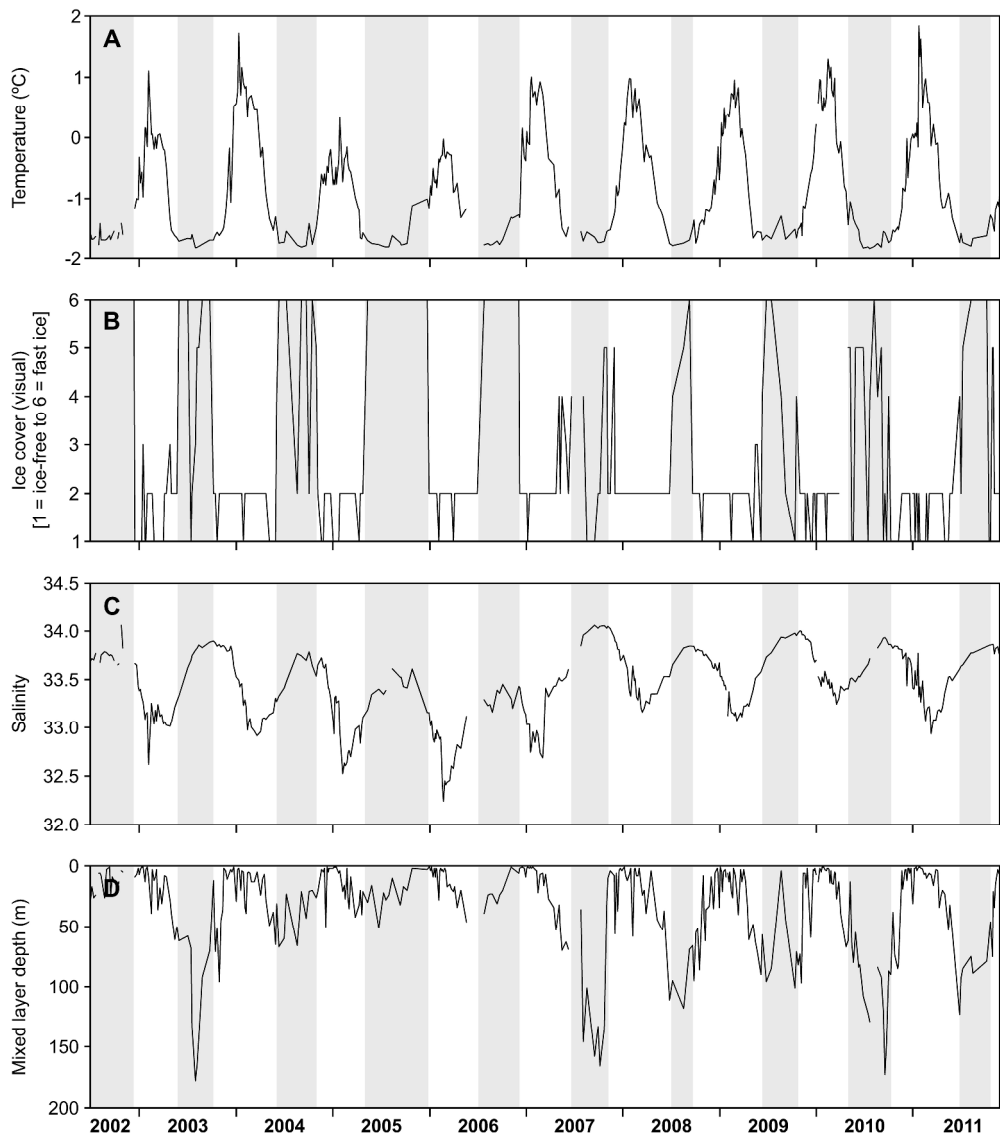 A
Temperature (ºC)
2
1
0
-1
-2
B
Ice cover (visual)
[1 = ice-free to 6 = fast ice]
6
5
4
3
2
1
C
Salinity
34.5
34.0
33.5
33.0
32.5
32.0
D
Mixed layer depth (m)
0
50
100
150
200
2002 2003 2004 2005 2006 2007 2008 2009 2010 2011